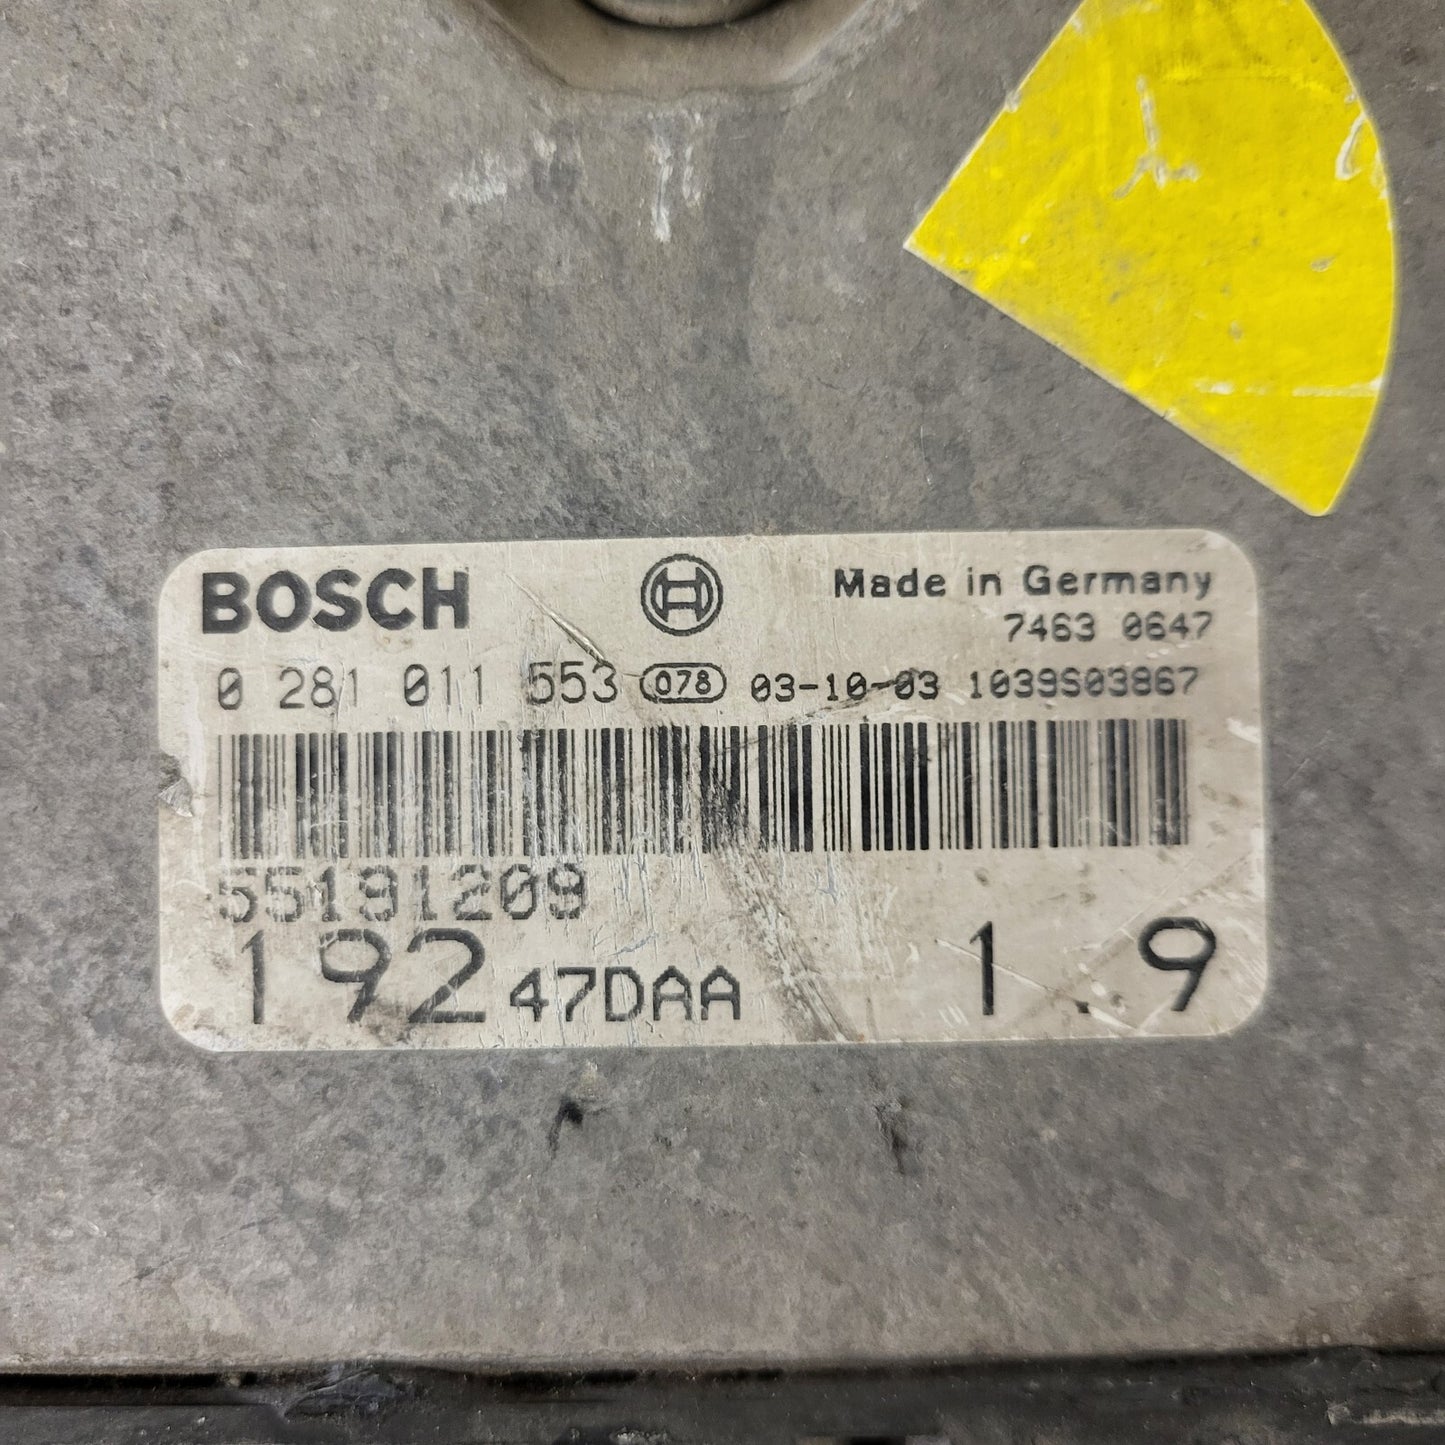 BOSCH Made in Germany
7463 0647
0 281 011 553 078 03-10-03 1039S03867
55191209
192 47DAA 1.9